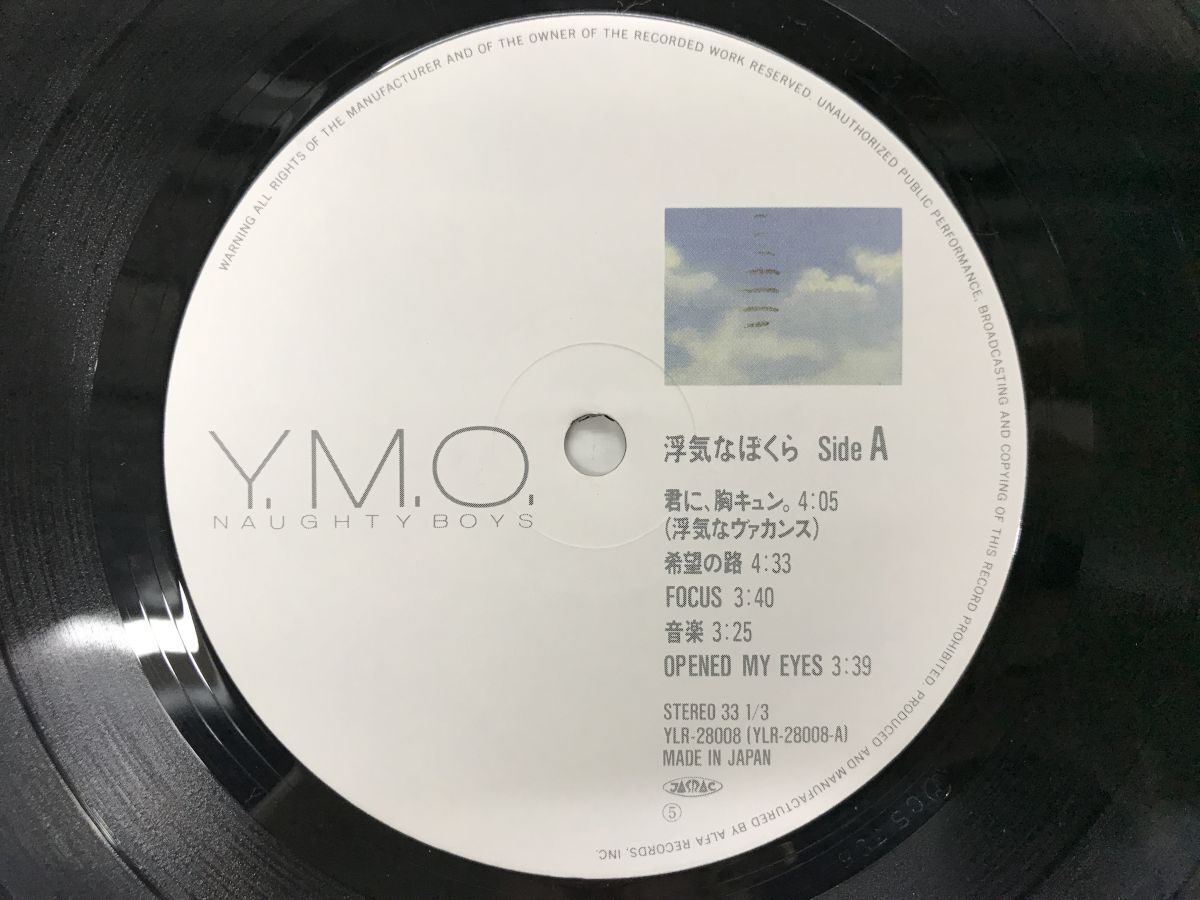 WARNING ALL RIGHTS OF THE MANUFACTURER AND OF THE OWNER OF THE RECORDED WORK RESERVED. UNAUTHORIZED PUBLIC PERFORMANCE, BROADCASTING AND COPYING OF THIS RECORD PROHIBITED. PRODUCED AND MANUFACTURED BY ALFA RECORDS, INC.
Y.M.O.
NAUGHTY BOYS
浮気なぼくら Side A
君に、胸キュン。 4:05
(浮気なヴァカンス)
希望の路 4:33
FOCUS 3:40
音楽 3:25
OPENED MY EYES 3:39
STEREO 33 1/3
YLR-28008 (YLR-28008-A)
MADE IN JAPAN
JASRAC
⑤